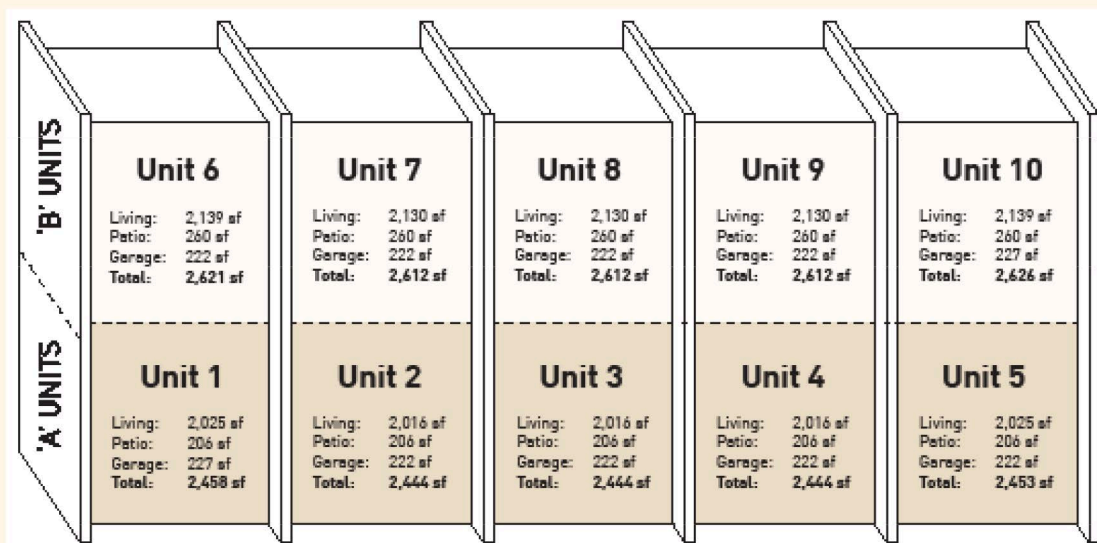 'B' UNITS
Unit 6
Living: 2,139 sf
Patio: 260 sf
Garage: 222 sf
Total: 2,621 sf
Unit 7
Living: 2,130 sf
Patio: 260 sf
Garage: 222 sf
Total: 2,612 sf
Unit 8
Living: 2,130 sf
Patio: 260 sf
Garage: 222 sf
Total: 2,612 sf
Unit 9
Living: 2,130 sf
Patio: 260 sf
Garage: 222 sf
Total: 2,612 sf
Unit 10
Living: 2,139 sf
Patio: 260 sf
Garage: 227 sf
Total: 2,626 sf
'A' UNITS
Unit 1
Living: 2,025 sf
Patio: 206 sf
Garage: 227 sf
Total: 2,458 sf
Unit 2
Living: 2,016 sf
Patio: 206 sf
Garage: 222 sf
Total: 2,444 sf
Unit 3
Living: 2,016 sf
Patio: 206 sf
Garage: 222 sf
Total: 2,444 sf
Unit 4
Living: 2,016 sf
Patio: 206 sf
Garage: 222 sf
Total: 2,444 sf
Unit 5
Living: 2,025 sf
Patio: 206 sf
Garage: 222 sf
Total: 2,453 sf